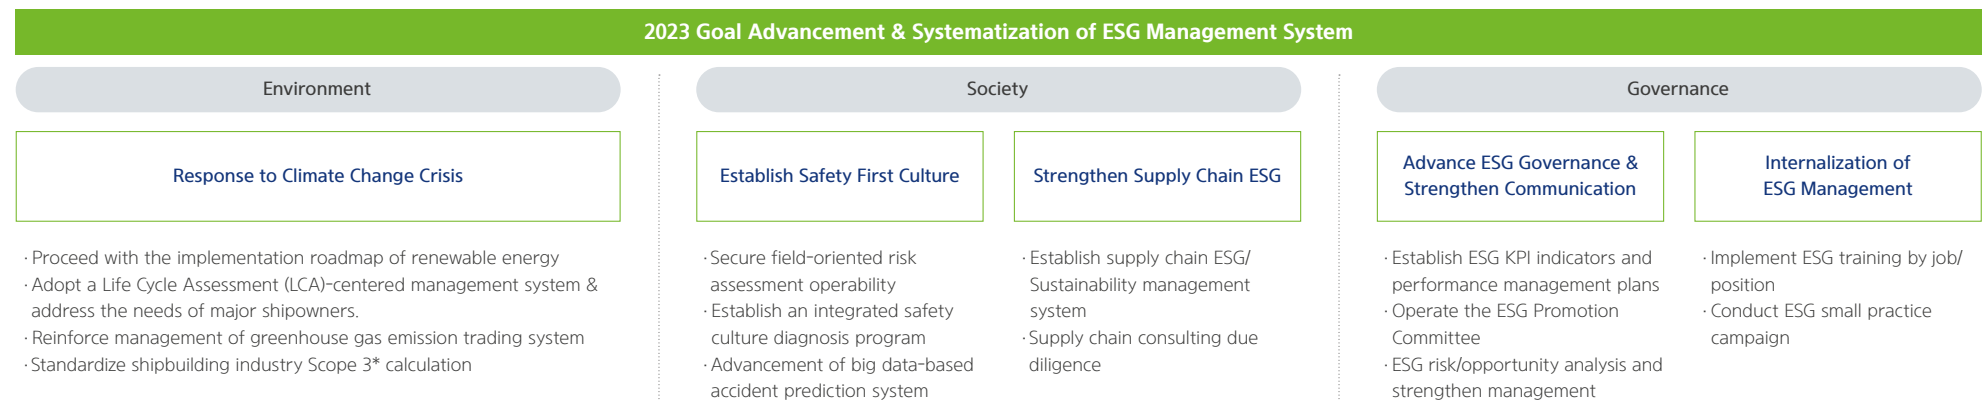 2023 Goal Advancement & Systematization of ESG Management System
Environment
Response to Climate Change Crisis
· Proceed with the implementation roadmap of renewable energy
· Adopt a Life Cycle Assessment (LCA)-centered management system &
address the needs of major shipowners.
· Reinforce management of greenhouse gas emission trading system
· Standardize shipbuilding industry Scope 3* calculation
Society
Establish Safety First Culture
· Secure field-oriented risk
assessment operability
· Establish an integrated safety
culture diagnosis program
· Advancement of big data-based
accident prediction system
Strengthen Supply Chain ESG
· Establish supply chain ESG/
Sustainability management
system
· Supply chain consulting due
diligence
Governance
Advance ESG Governance &
Strengthen Communication
· Establish ESG KPI indicators and
performance management plans
· Operate the ESG Promotion
Committee
· ESG risk/opportunity analysis and
strengthen management
Internalization of
ESG Management
· Implement ESG training by job/
position
· Conduct ESG small practice
campaign